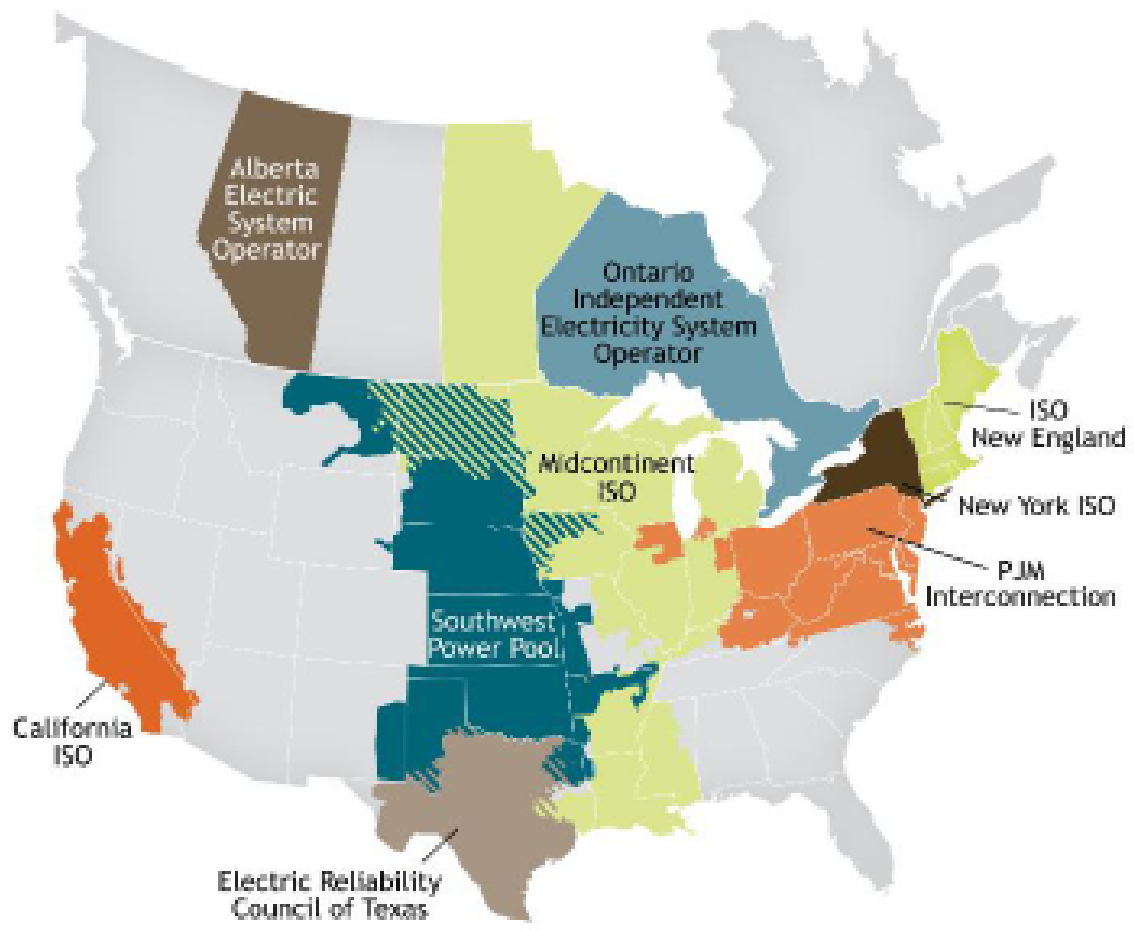 Alberta
Electric
System
Operator
Ontario
Independent
Electricity System
Operator
ISO
New England
Midcontinent
ISO
New York ISO
PJM
Interconnection
Southwest
Power Pool
California
ISO
Electric Reliability
Council of Texas